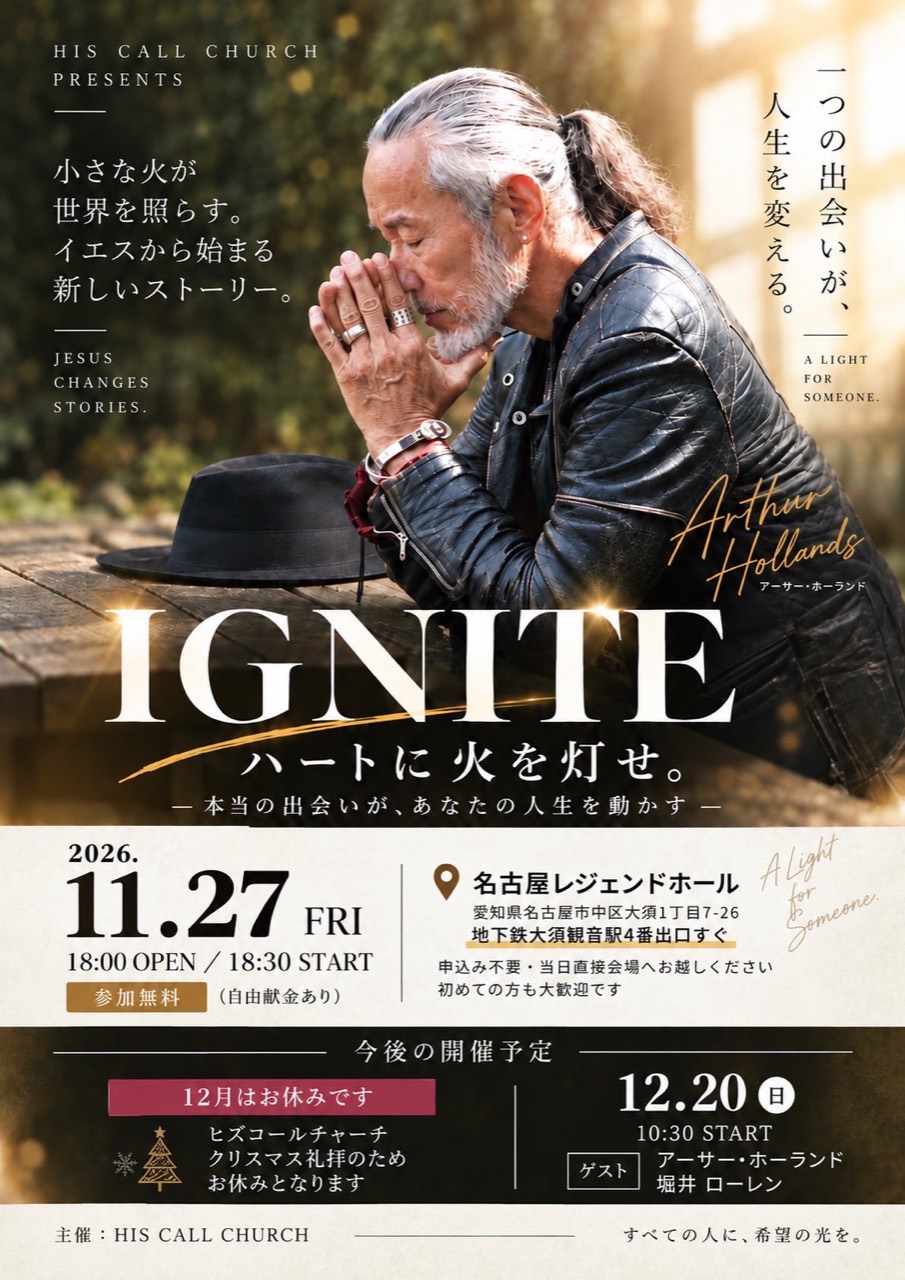 HIS CALL CHURCH
PRESENTS
小さな火が
世界を照らす。
イエスから始まる
新しいストーリー。
JESUS
CHANGES
STORIES.
一つの出会いが、
人生を変える。
A LIGHT
FOR
SOMEONE.
Arthur
Hollands
アーサー・ホーランド
IGNITE
ハートに火を灯せ。
— 本当の出会いが、あなたの人生を動かす —
2026.
11.27 FRI
18:00 OPEN / 18:30 START
参加無料 (自由献金あり)
名古屋レジェンドホール
愛知県名古屋市中区大須1丁目7-26
地下鉄大須観音駅4番出口すぐ
申込み不要・当日直接会場へお越しください
初めての方も大歓迎です
A Light
for
Someone.
今後の開催予定
12月はお休みです
ヒズコールチャーチ
クリスマス礼拝のため
お休みとなります
12.20 日
10:30 START
ゲスト
アーサー・ホーランド
堀井 ローレン
主催:HIS CALL CHURCH
すべての人に、希望の光を。